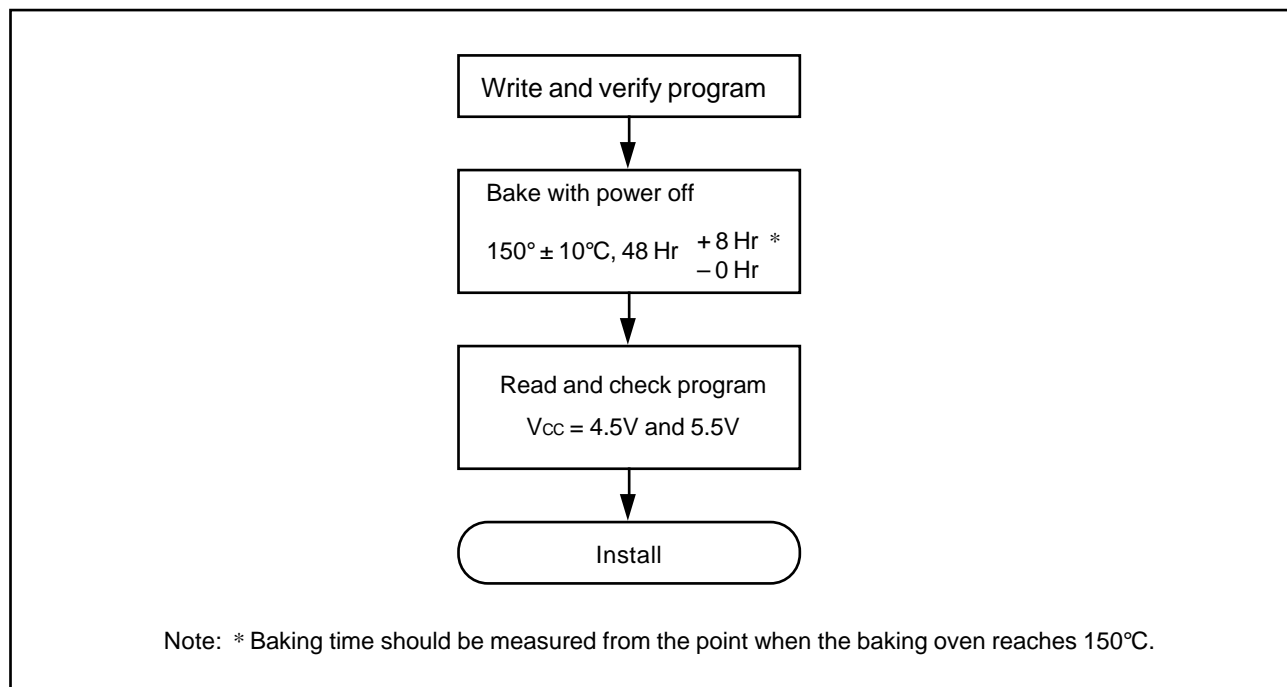 Write and verify program
Bake with power off
150° ± 10°C, 48 Hr + 8 Hr *
– 0 Hr
Read and check program
VCC = 4.5V and 5.5V
Install
Note: * Baking time should be measured from the point when the baking oven reaches 150°C.